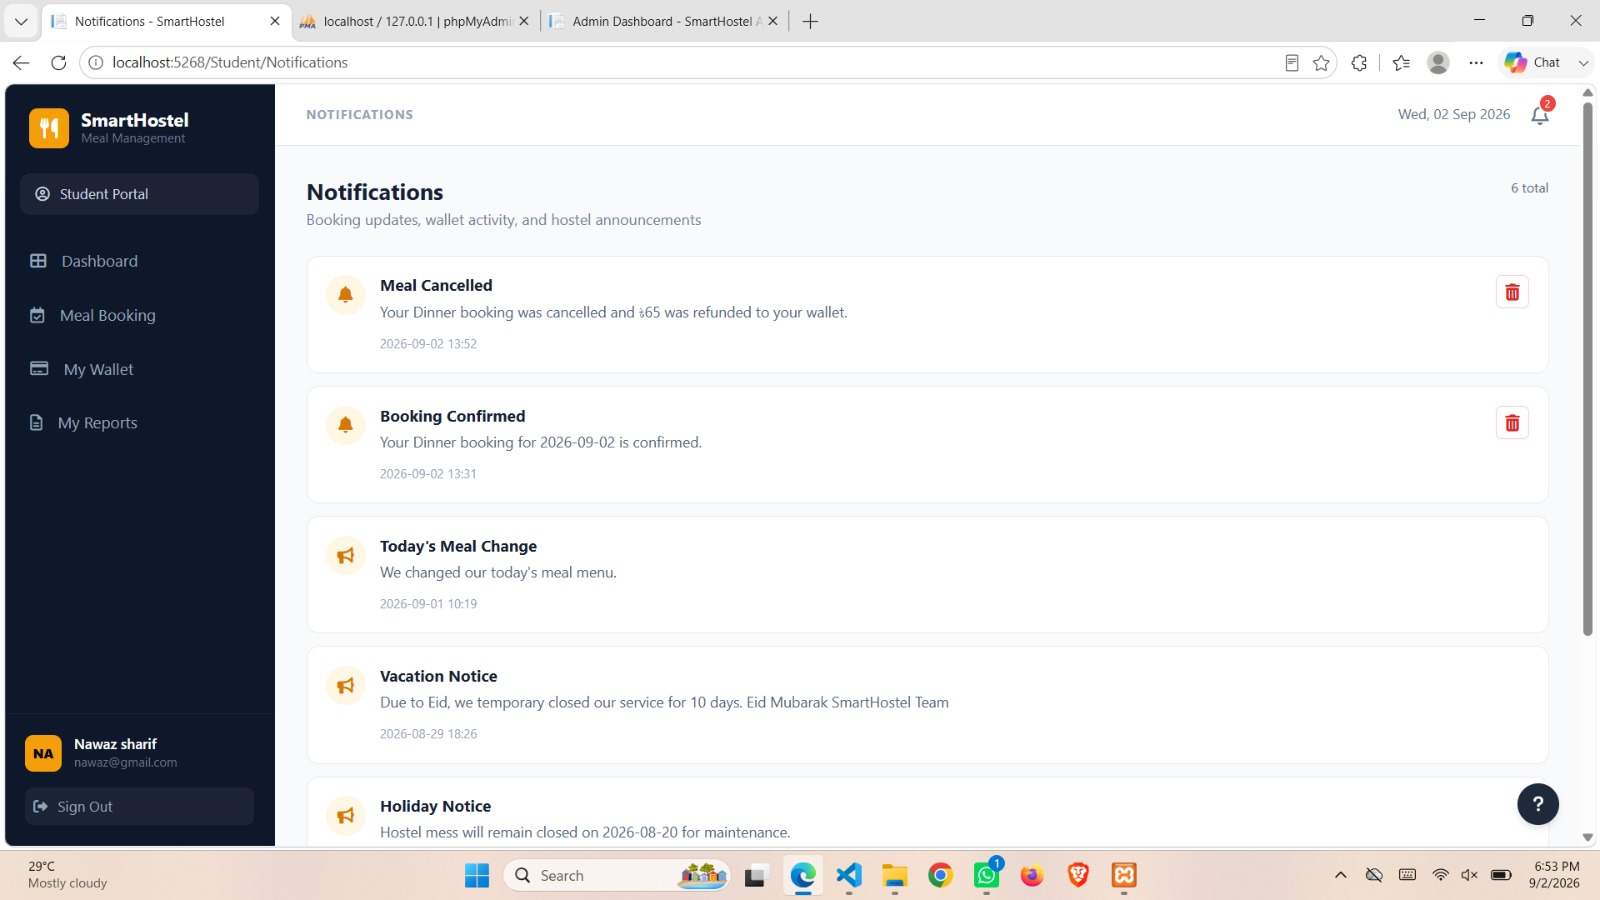 Notifications - SmartHostel
localhost / 127.0.0.1 | phpMyAdmin
Admin Dashboard - SmartHostel A
localhost:5268/Student/Notifications
Chat
SmartHostel
Meal Management
Student Portal
Dashboard
Meal Booking
My Wallet
My Reports
NA
Nawaz sharif
nawaz@gmail.com
Sign Out
NOTIFICATIONS
Wed, 02 Sep 2026
2
Notifications
6 total
Booking updates, wallet activity, and hostel announcements
Meal Cancelled
Your Dinner booking was cancelled and ৳65 was refunded to your wallet.
2026-09-02 13:52
Booking Confirmed
Your Dinner booking for 2026-09-02 is confirmed.
2026-09-02 13:31
Today's Meal Change
We changed our today's meal menu.
2026-09-01 10:19
Vacation Notice
Due to Eid, we temporary closed our service for 10 days. Eid Mubarak SmartHostel Team
2026-08-29 18:26
Holiday Notice
Hostel mess will remain closed on 2026-08-20 for maintenance.
?
29°C
Mostly cloudy
Search
1
6:53 PM
9/2/2026